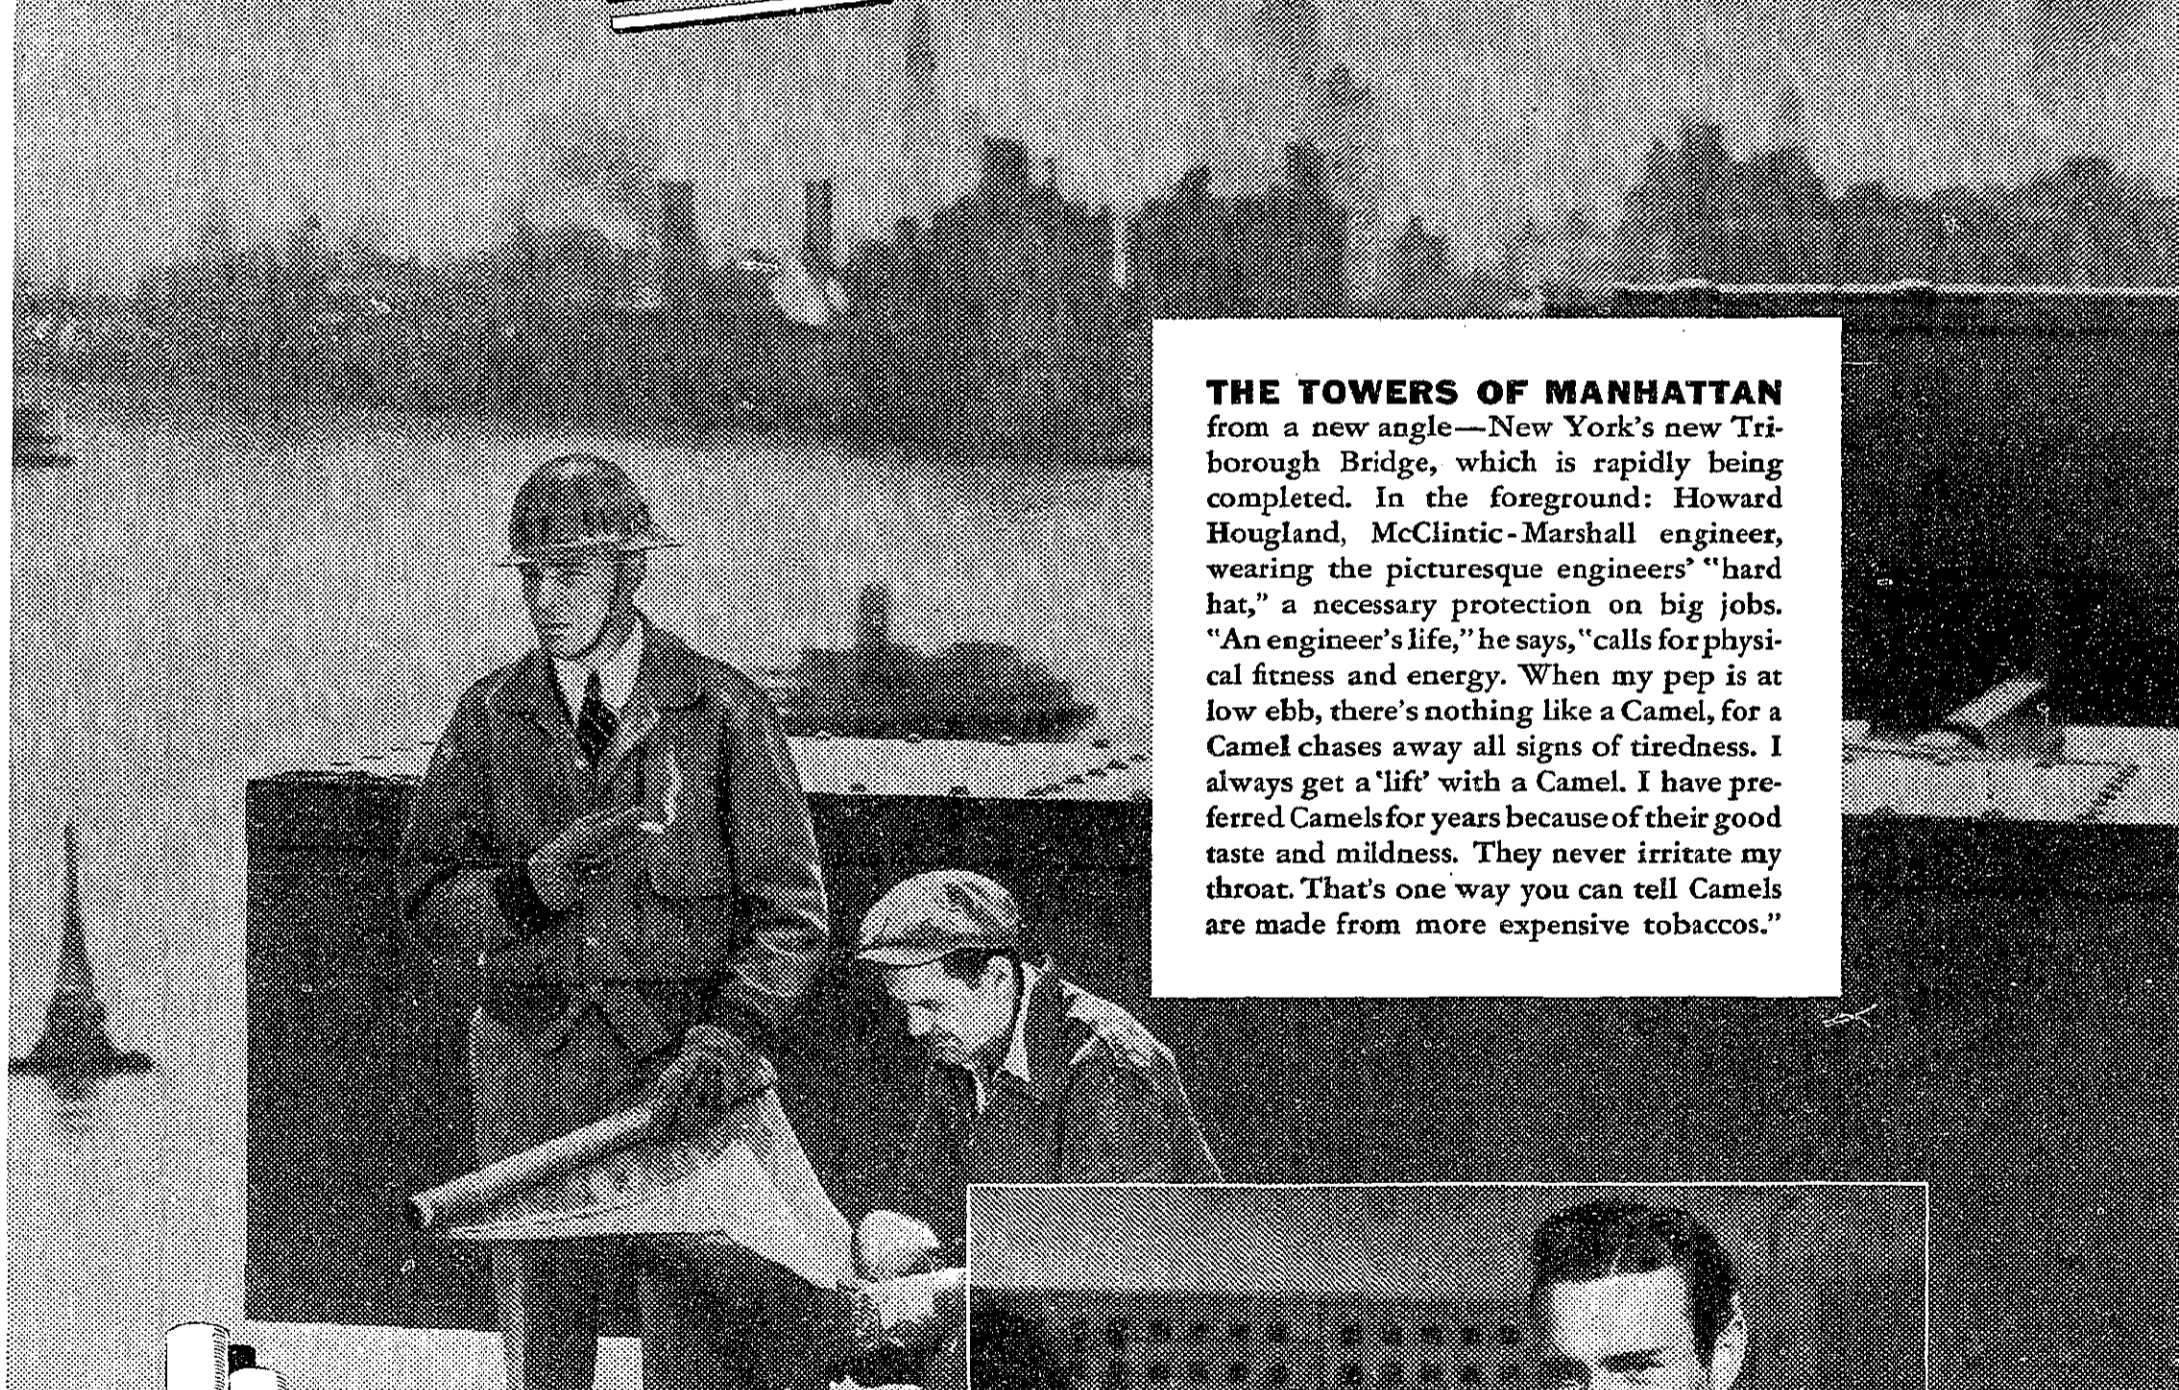 THE TOWERS OF MANHATTAN
from a new angle—New York's new Tri-
borough Bridge, which is rapidly being
completed. In the foreground: Howard
Hougland, McClintic-Marshall engineer,
wearing the picturesque engineers' "hard
hat," a necessary protection on big jobs.
"An engineer's life," he says, "calls for physi-
cal fitness and energy. When my pep is at
low ebb, there's nothing like a Camel, for a
Camel chases away all signs of tiredness. I
always get a 'lift' with a Camel. I have pre-
ferred Camels for years because of their good
taste and mildness. They never irritate my
throat. That's one way you can tell Camels
are made from more expensive tobaccos."